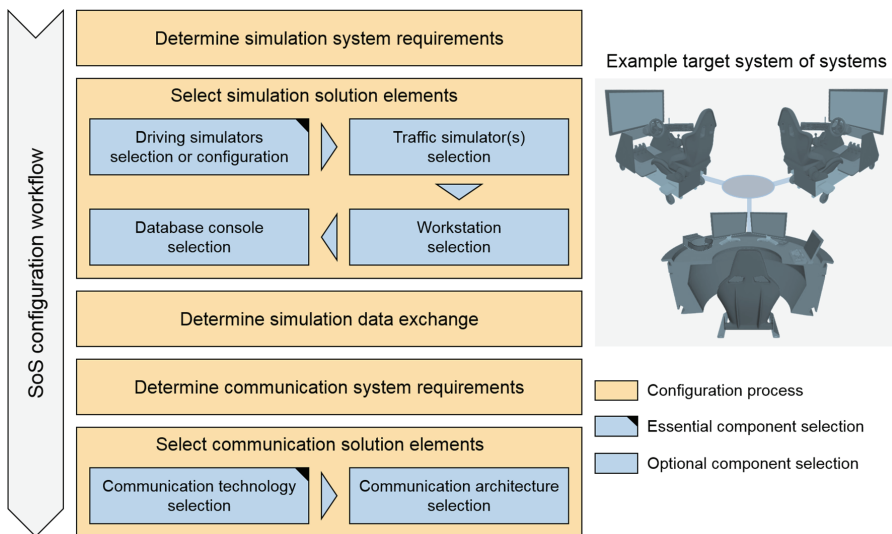 SoS configuration workflow
Determine simulation system requirements
Select simulation solution elements
Driving simulators
selection or configuration
Traffic simulator(s)
selection
Database console
selection
Workstation
selection
Determine simulation data exchange
Determine communication system requirements
Select communication solution elements
Communication technology
selection
Communication architecture
selection
Example target system of systems
Configuration process
Essential component selection
Optional component selection